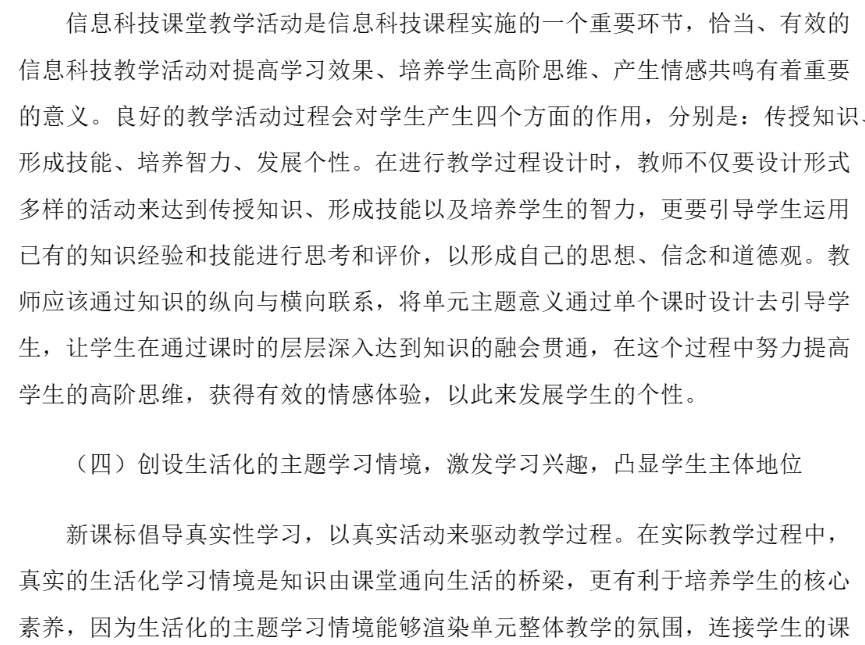 信息科技课堂教学活动是信息科技课程实施的一个重要环节，恰当、有效的
信息科技教学活动对提高学习效果、培养学生高阶思维、产生情感共鸣有着重要
的意义。良好的教学活动过程会对学生产生四个方面的作用，分别是：传授知识、
形成技能、培养智力、发展个性。在进行教学过程设计时，教师不仅要设计形式
多样的活动来达到传授知识、形成技能以及培养学生的智力，更要引导学生运用
己有的知识经验和技能进行思考和评价，以形成自己的思想、信念和道德观。教
师应该通过知识的纵向与横向联系，将单元主题意义通过单个课时设计去引导学
生，让学生在通过课时的层层深入达到知识的融会贯通，在这个过程中努力提高
学生的高阶思维，获得有效的情感体验，以此来发展学生的个性。
（四）创设生活化的主题学习情境，激发学习兴趣，凸显学生主体地位
新课标倡导真实性学习，以真实活动来驱动教学过程。在实际教学过程中，
真实的生活化学习情境是知识由课堂通向生活的桥梁，更有利于培养学生的核心
素养，因为生活化的主题学习情境能够渲染单元整体教学的氛围，连接学生的课